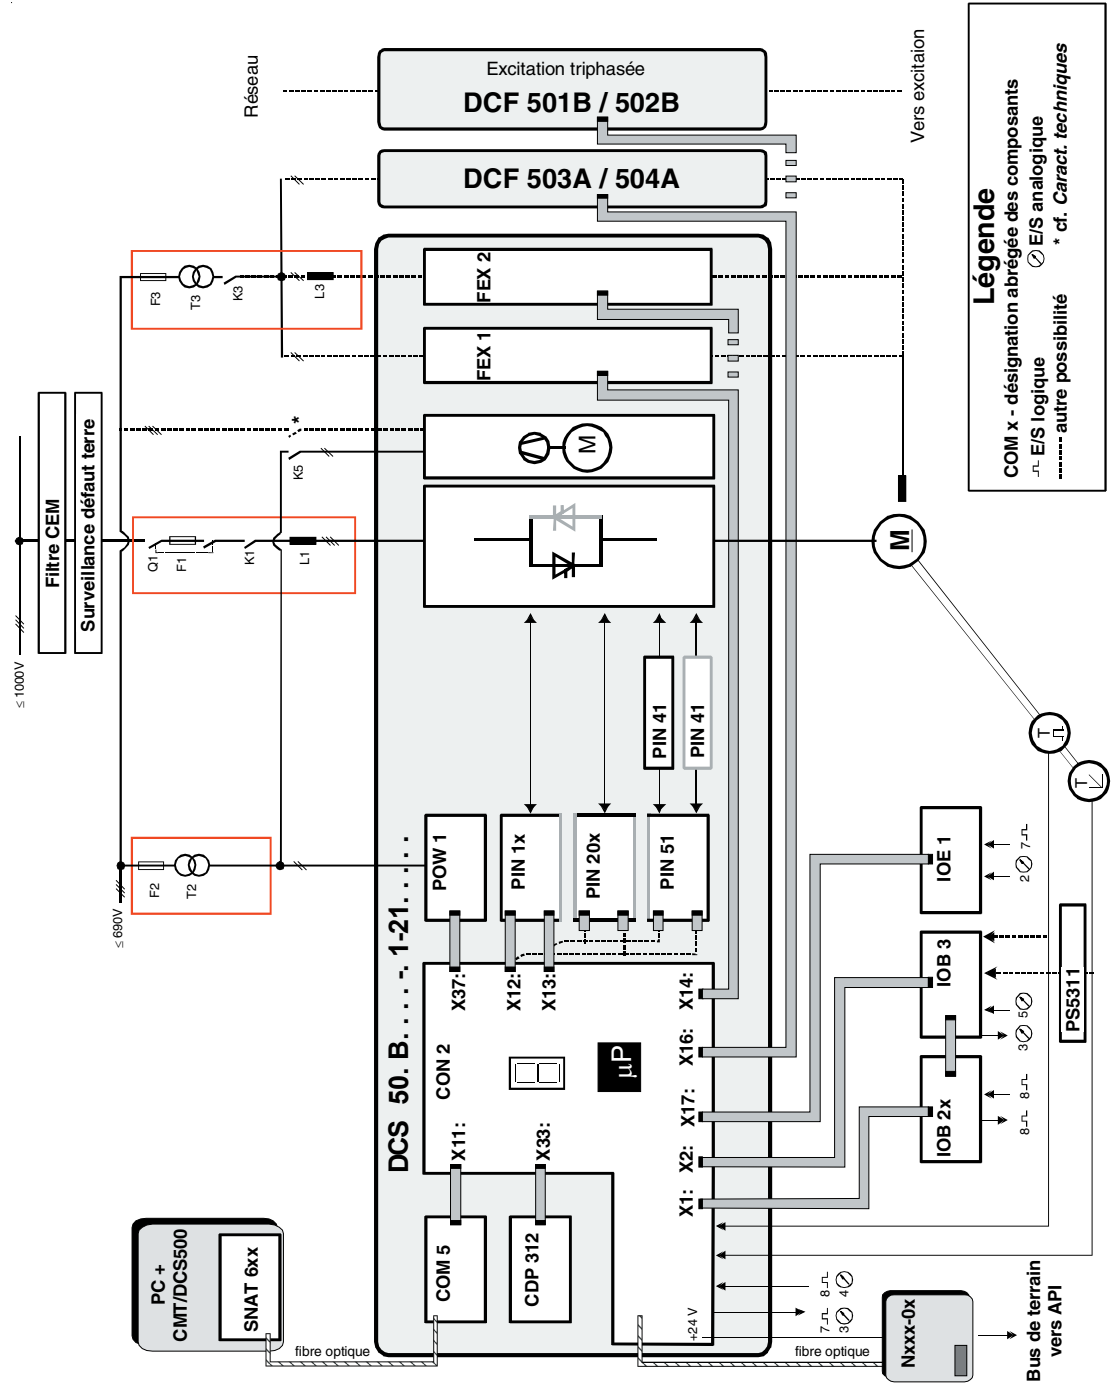 Réseau
Excitation triphasée
DCF 501B / 502B
Vers excitaion
DCF 503A / 504A
Légende
COM x - désignation abrégée des composants
E/S logique
E/S analogique
autre possibilité
* cf. Caract. techniques
F3
T3
K3
L3
FEX 2
FEX 1
*
K5
M
≤ 1000V
Filtre CEM
Surveillance défaut terre
Q1
F1
K1
L1
M
T
T
≤ 690V
F2
T2
DCS 50. B..... -. 1-21......
POW 1
PIN 1x
PIN 20x
PIN 51
PIN 41
PIN 41
X37:
X12:
X13:
CON 2
µP
X11:
X33:
X14:
X16:
X17:
X2:
X1:
COM 5
CDP 312
PC +
CMT/DCS500
SNAT 6xx
fibre optique
+24 V
7
3
8
4
fibre optique
Nxxx-0x
Bus de terrain
vers API
IOB 2x
8
8
IOB 3
3
5
IOE 1
2
7
PS5311